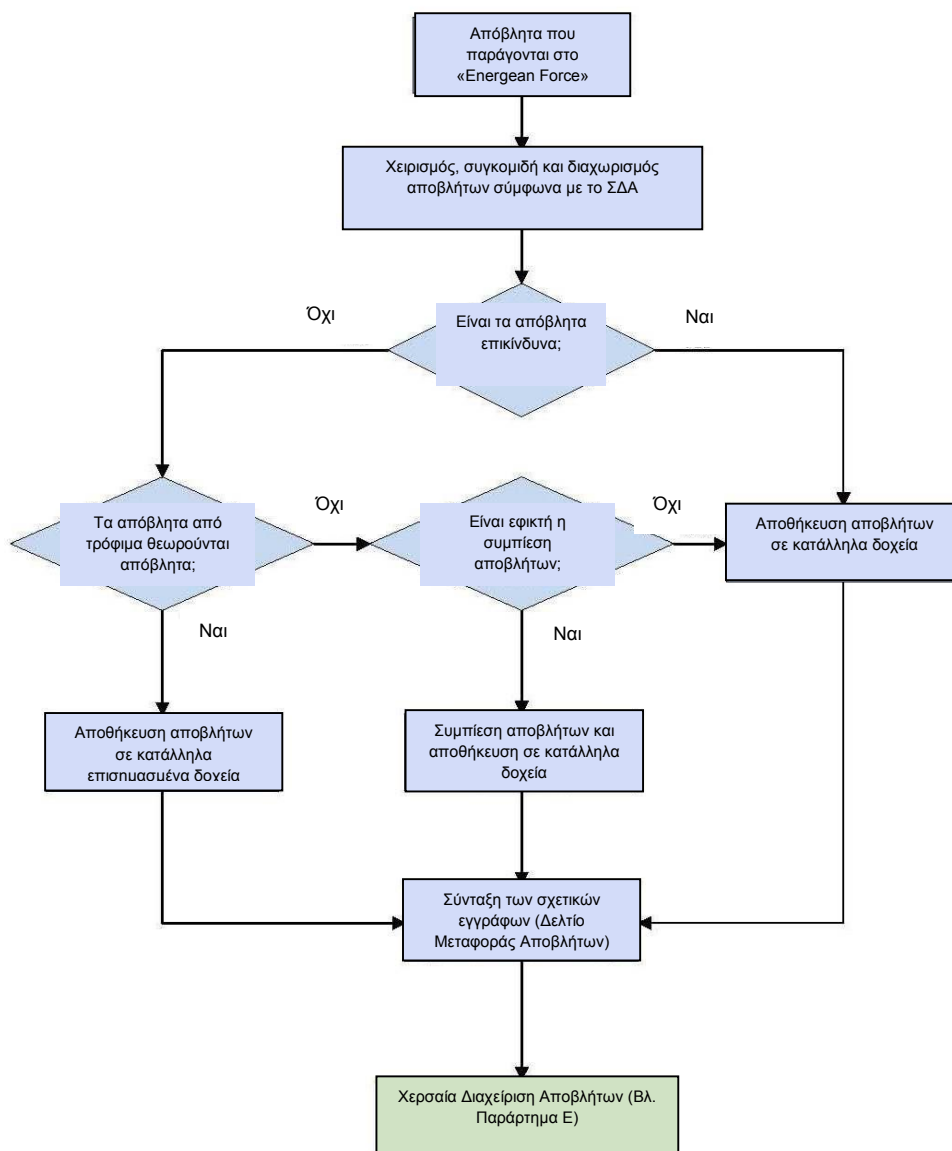 Απόβλητα που
παράγονται στο
«Energean Force»
Χειρισμός, συγκομιδή και διαχωρισμός
αποβλήτων σύμφωνα με το ΣΔΑ
Όχι
Είναι τα απόβλητα
επικίνδυνα;
Ναι
Τα απόβλητα από
τρόφιμα θεωρούνται
απόβλητα;
Όχι
Είναι εφικτή η
συμπίεση
αποβλήτων;
Όχι
Αποθήκευση αποβλήτων
σε κατάλληλα δοχεία
Ναι
Ναι
Αποθήκευση αποβλήτων
σε κατάλληλα
επισημασμένα δοχεία
Συμπίεση αποβλήτων και
αποθήκευση σε κατάλληλα
δοχεία
Σύνταξη των σχετικών
εγγράφων (Δελτίο
Μεταφοράς Αποβλήτων)
Χερσαία Διαχείριση Αποβλήτων (Βλ.
Παράρτημα Ε)